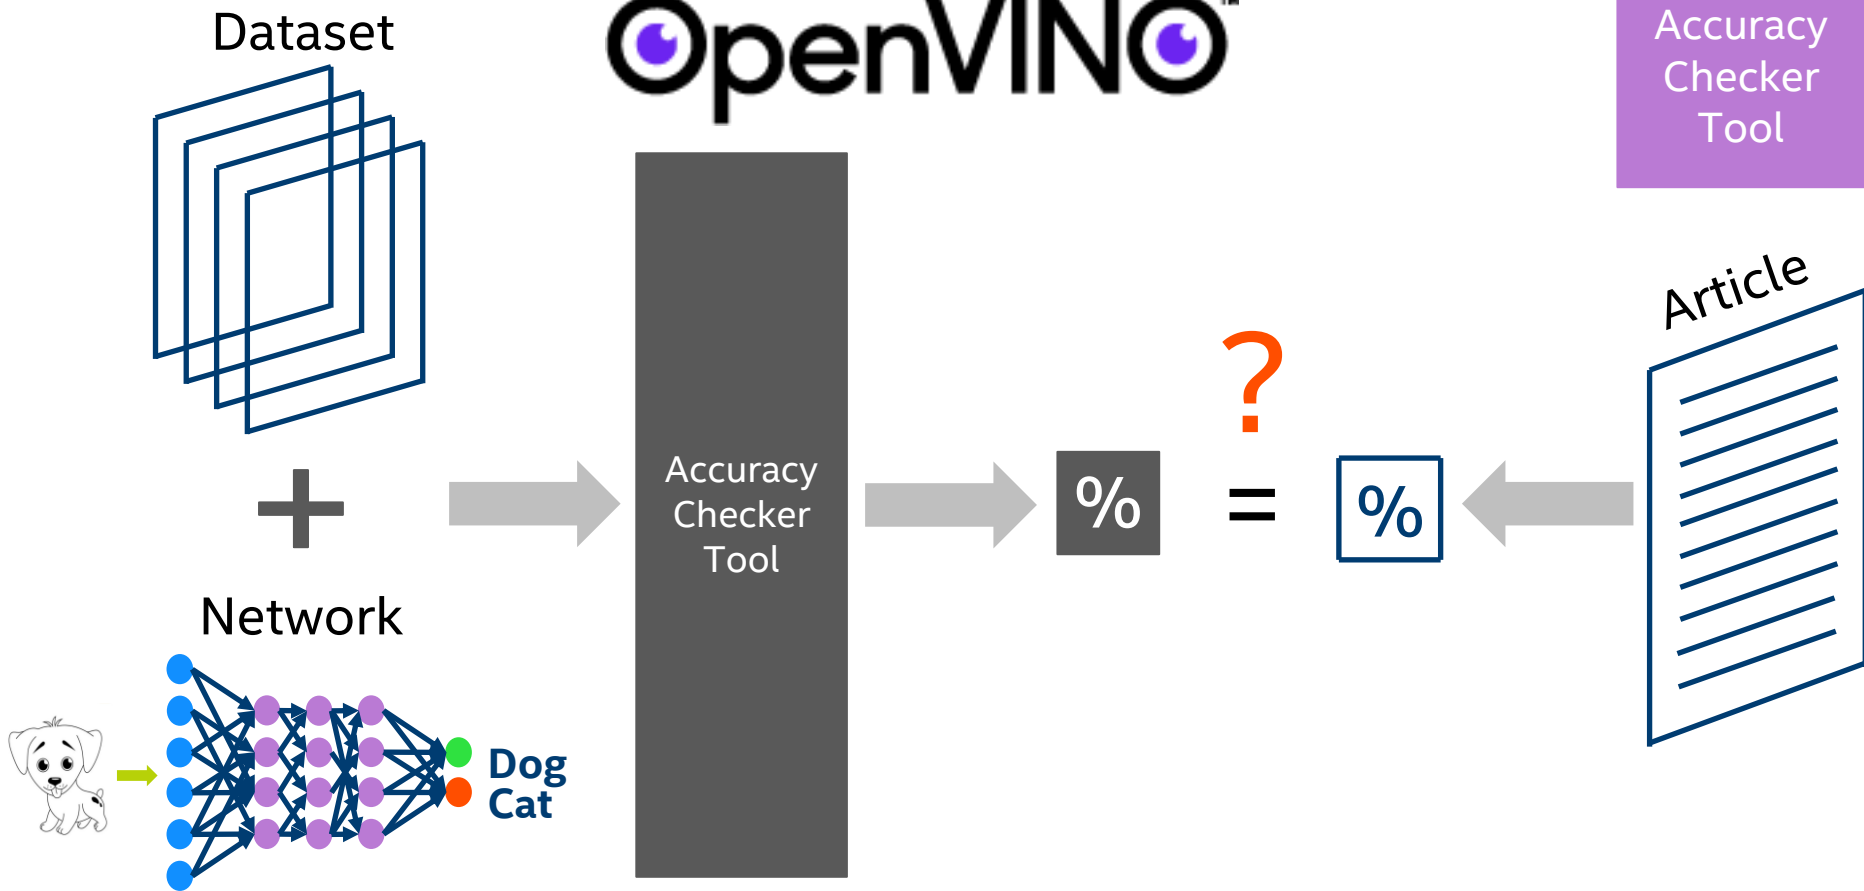 Dataset
OpenVINO
Accuracy
Checker
Tool
Article
?
Accuracy
Checker
Tool
%
=
%
+
Network
Dog
Cat